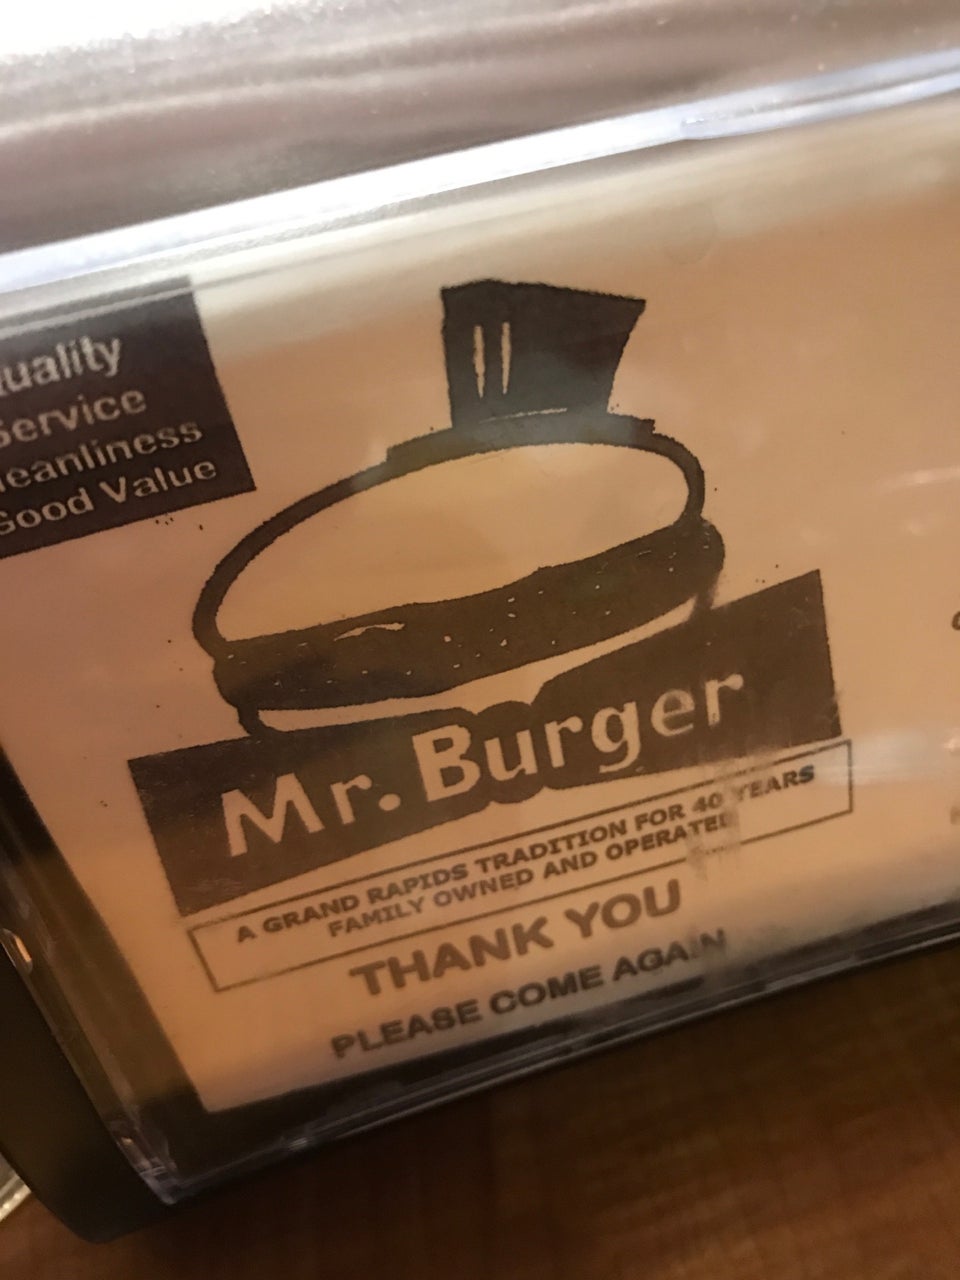 uality
Service
leanliness
Good Value
Mr. Burger
A GRAND RAPIDS TRADITION FOR 40 YEARS
FAMILY OWNED AND OPERATED
THANK YOU
PLEASE COME AGAIN